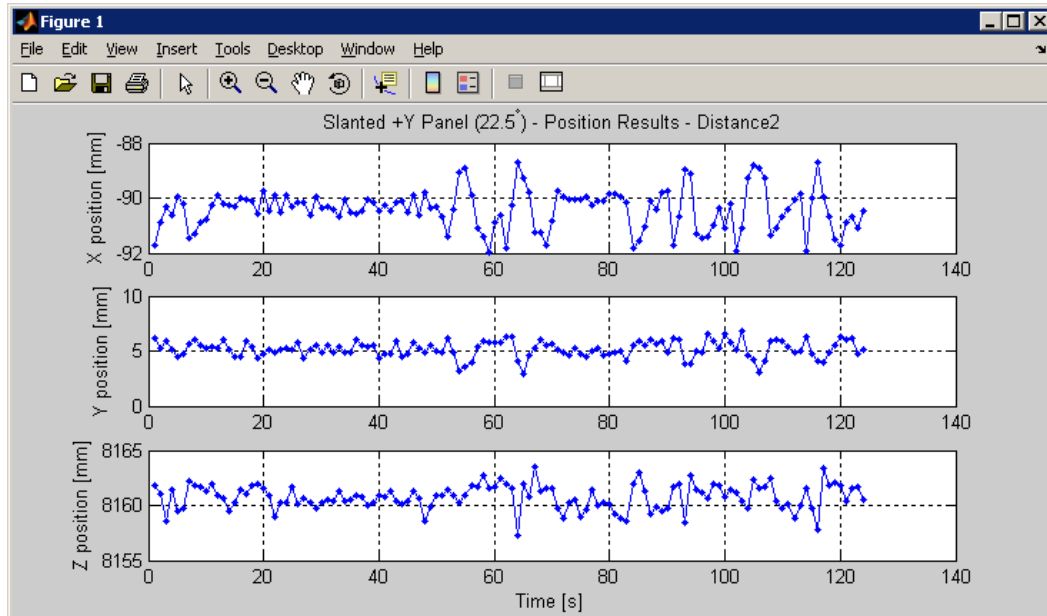 Figure 1
File Edit View Insert Tools Desktop Window Help
Slanted +Y Panel (22.5°) - Position Results - Distance2
X position [mm]
-88
-90
-92
0 20 40 60 80 100 120 140
Y position [mm]
10
5
0
0 20 40 60 80 100 120 140
Z position [mm]
8165
8160
8155
0 20 40 60 80 100 120 140
Time [s]